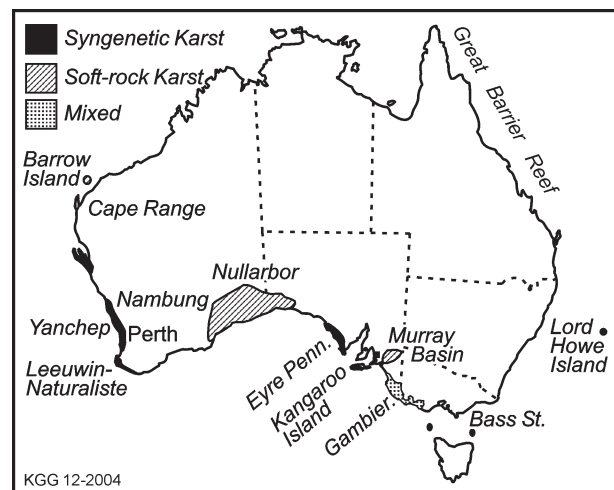 Syngenetic Karst
Soft-rock Karst
Mixed
Great Barrier Reef
Barrow
Island
Cape Range
Nullarbor
Nambung
Yanchep
Perth
Leeuwin-
Naturaliste
Eyre Penn.
Kangaroo
Island
Gambier
Murray
Basin
Lord
Howe
Island
Bass St.
KGG 12-2004